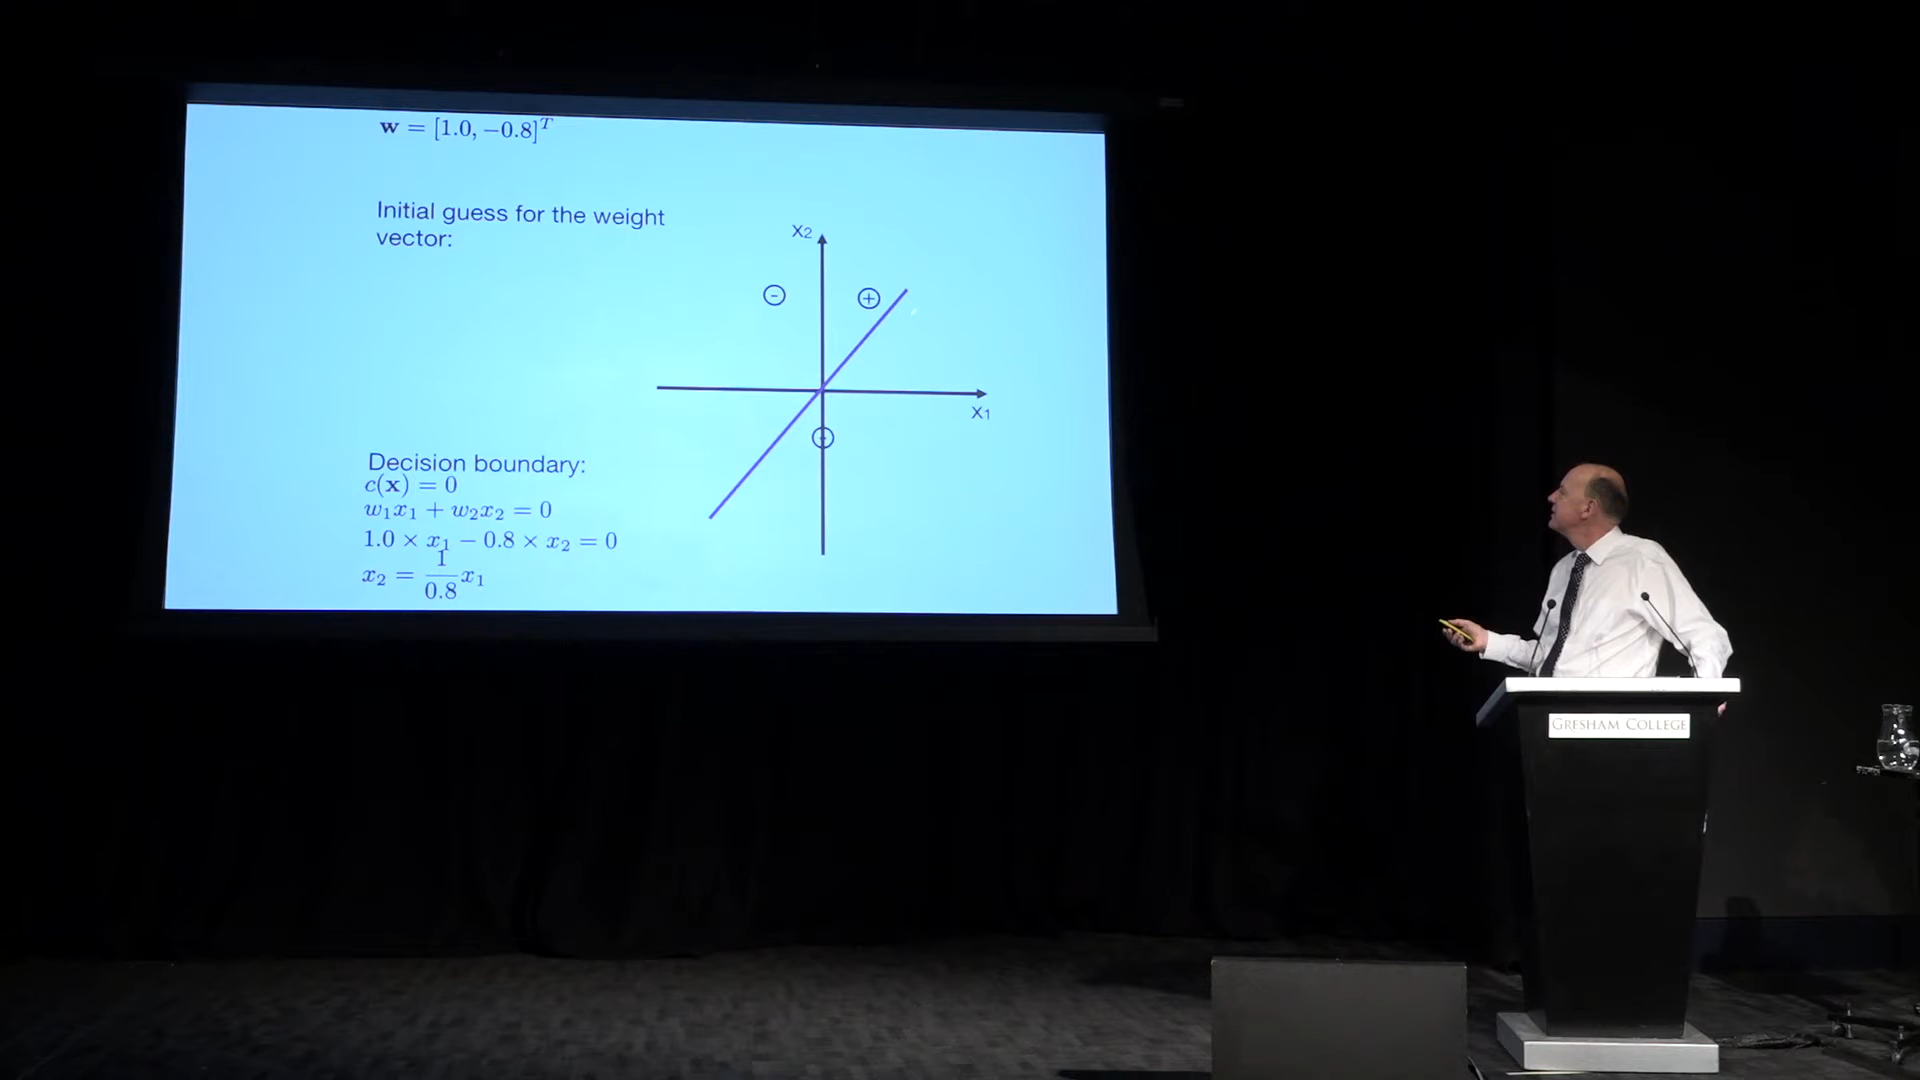 w = [1.0, −0.8]ᵀ
Initial guess for the weight
vector:
X2
-
+
X1
-
Decision boundary:
c(x) = 0
w₁x₁ + w₂x₂ = 0
1.0 × x₁ − 0.8 × x₂ = 0
x₂ = 1/0.8 x₁
GRESHAM COLLEGE